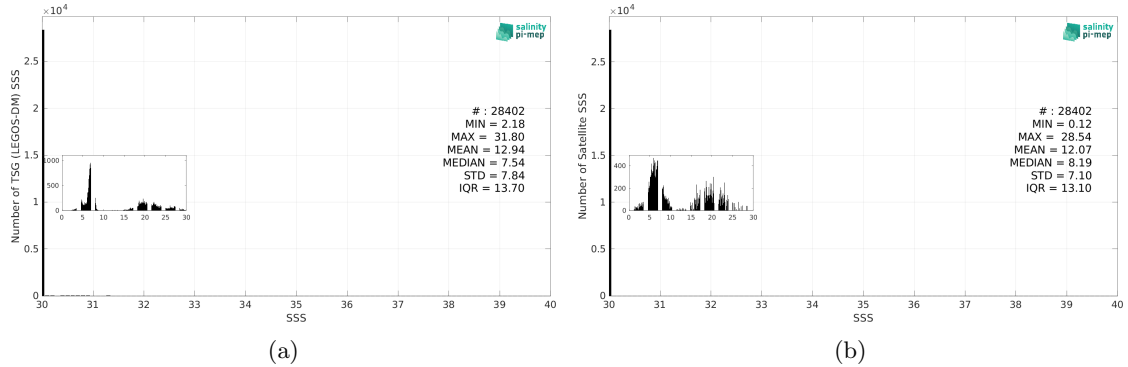 ×10⁴
salinity
pi-mep
Number of TSG (LEGOS-DM) SSS
2.5
2
1.5
1
0.5
0
# : 28402
MIN = 2.18
MAX = 31.80
MEAN = 12.94
MEDIAN = 7.54
STD = 7.84
IQR = 13.70
1000
500
0
0 5 10 15 20 25 30
30 31 32 33 34 35 36 37 38 39 40
SSS
(a)
×10⁴
salinity
pi-mep
Number of Satellite SSS
2.5
2
1.5
1
0.5
0
# : 28402
MIN = 0.12
MAX = 28.54
MEAN = 12.07
MEDIAN = 8.19
STD = 7.10
IQR = 13.10
400
200
0
0 5 10 15 20 25 30
30 31 32 33 34 35 36 37 38 39 40
SSS
(b)